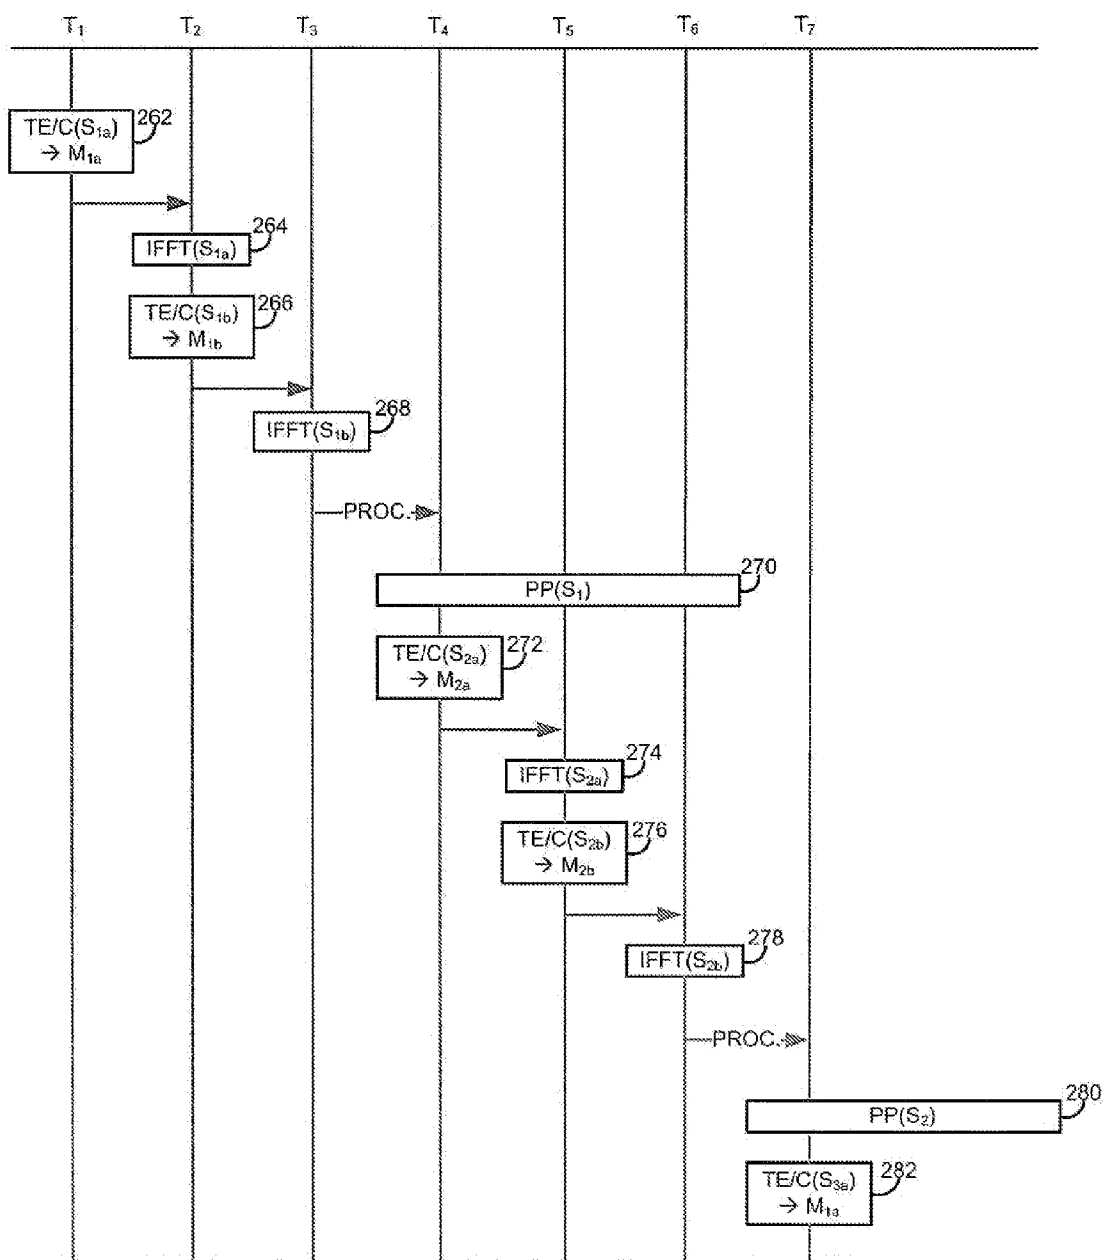 T₁ T₂ T₃ T₄ T₅ T₆ T₇
262
TE/C(S₁ₐ)
→ M₁ₐ
264
IFFT(S₁ₐ)
266
TE/C(S₁b)
→ M₁b
268
IFFT(S₁b)
PROC.
270
PP(S₁)
272
TE/C(S₂ₐ)
→ M₂ₐ
274
IFFT(S₂ₐ)
276
TE/C(S₂b)
→ M₂b
278
IFFT(S₂b)
PROC.
280
PP(S₂)
282
TE/C(S₃ₐ)
→ M₁ₐ